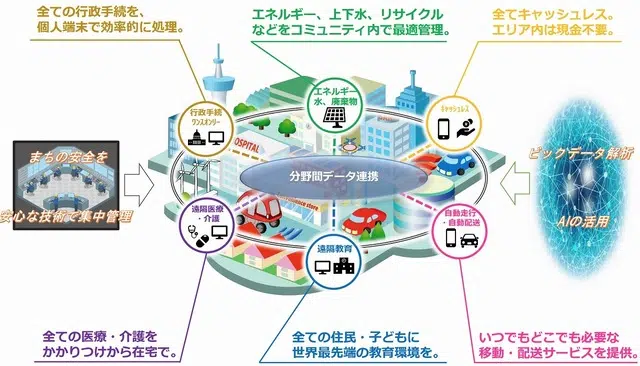 全ての行政手続を、
個人端末で効率的に処理。
エネルギー、上下水、リサイクル
などをコミュニティ内で最適管理。
全てキャッシュレス。
エリア内は現金不要。
行政手続
ワンスオンリー
エネルギー
水、廃棄物
キャッシュレス
まちの安全を
安心な技術で集中管理
HOSPITAL
分野間データ連携
ビックデータ解析
AIの活用
convenience store
遠隔医療
・介護
遠隔教育
自動走行
・自動配送
全ての医療・介護を
かかりつけから在宅で。
全ての住民・子どもに
世界最先端の教育環境を。
いつでもどこでも必要な
移動・配送サービスを提供。